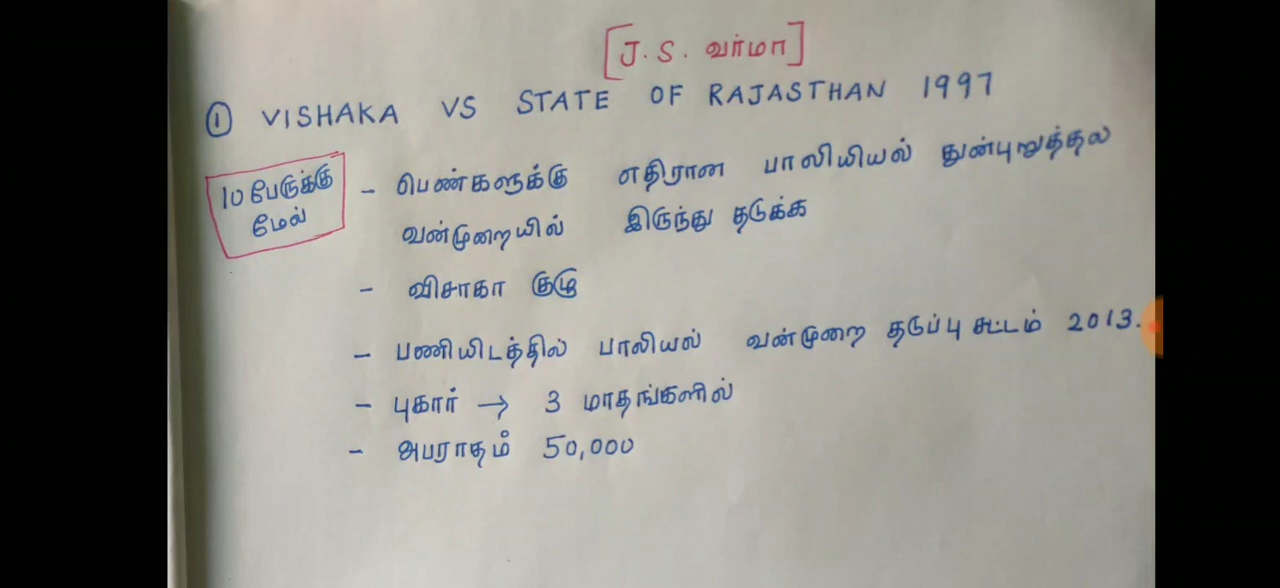 [J.S. வர்மா]
① VISHAKA VS STATE OF RAJASTHAN 1997
10 பேருக்கு
மேல்
- பெண்களுக்கு எதிரான பாலியியல் துன்புறுத்தல
வன்முறையில் இருந்து தடுக்க
- விசாகா குழு
- பணியிடத்தில் பாலியல் வன்முறை தடுப்பு சட்டம் 2013.
- புகார் → 3 மாதங்களில்
- அபராதம் 50,000